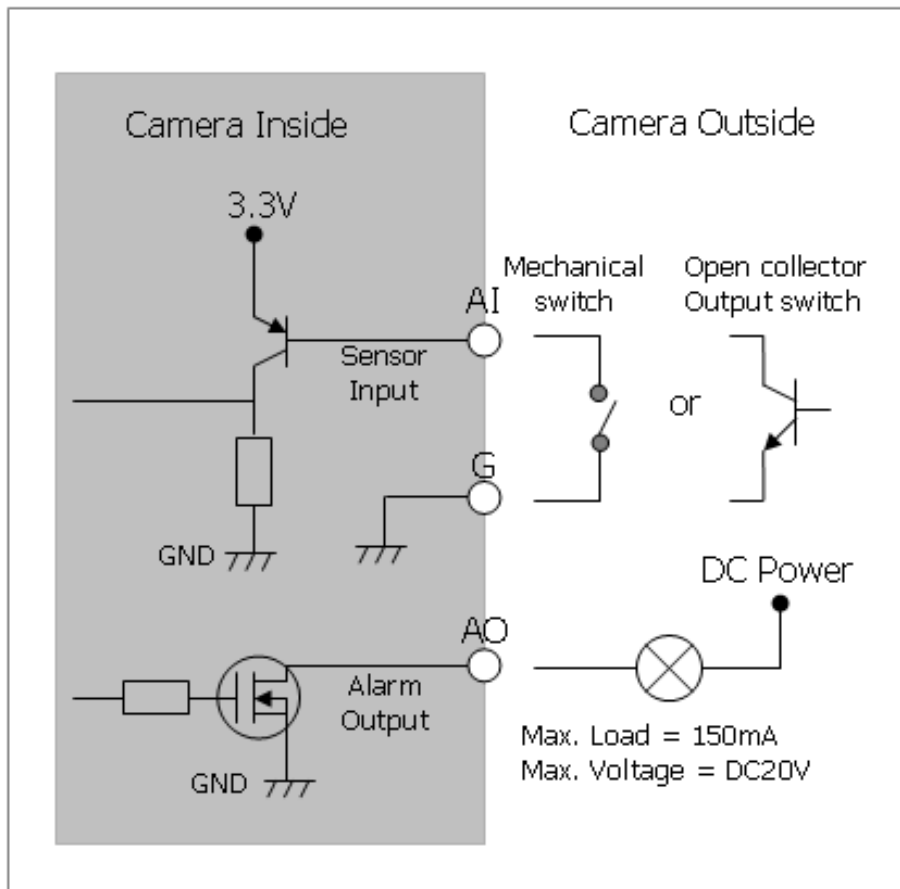 Camera Inside
Camera Outside
3.3V
Mechanical
switch
Open collector
Output switch
AI
Sensor
Input
or
G
GND
DC Power
AO
Alarm
Output
Max. Load = 150mA
Max. Voltage = DC20V
GND